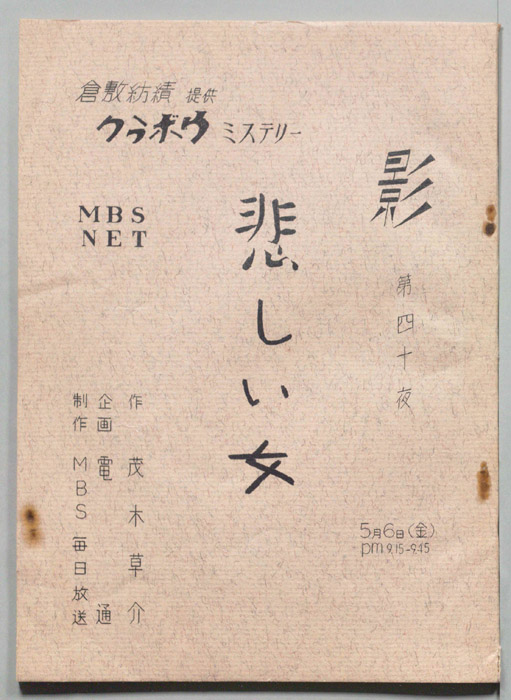 倉敷紡績 提供
クラボウ ミステリー
影
第四十夜
悲しい女
MBS
NET
作 茂木草介
企画 電通
制作 MBS 毎日放送
5月6日(金)
pm 9.15-9.45